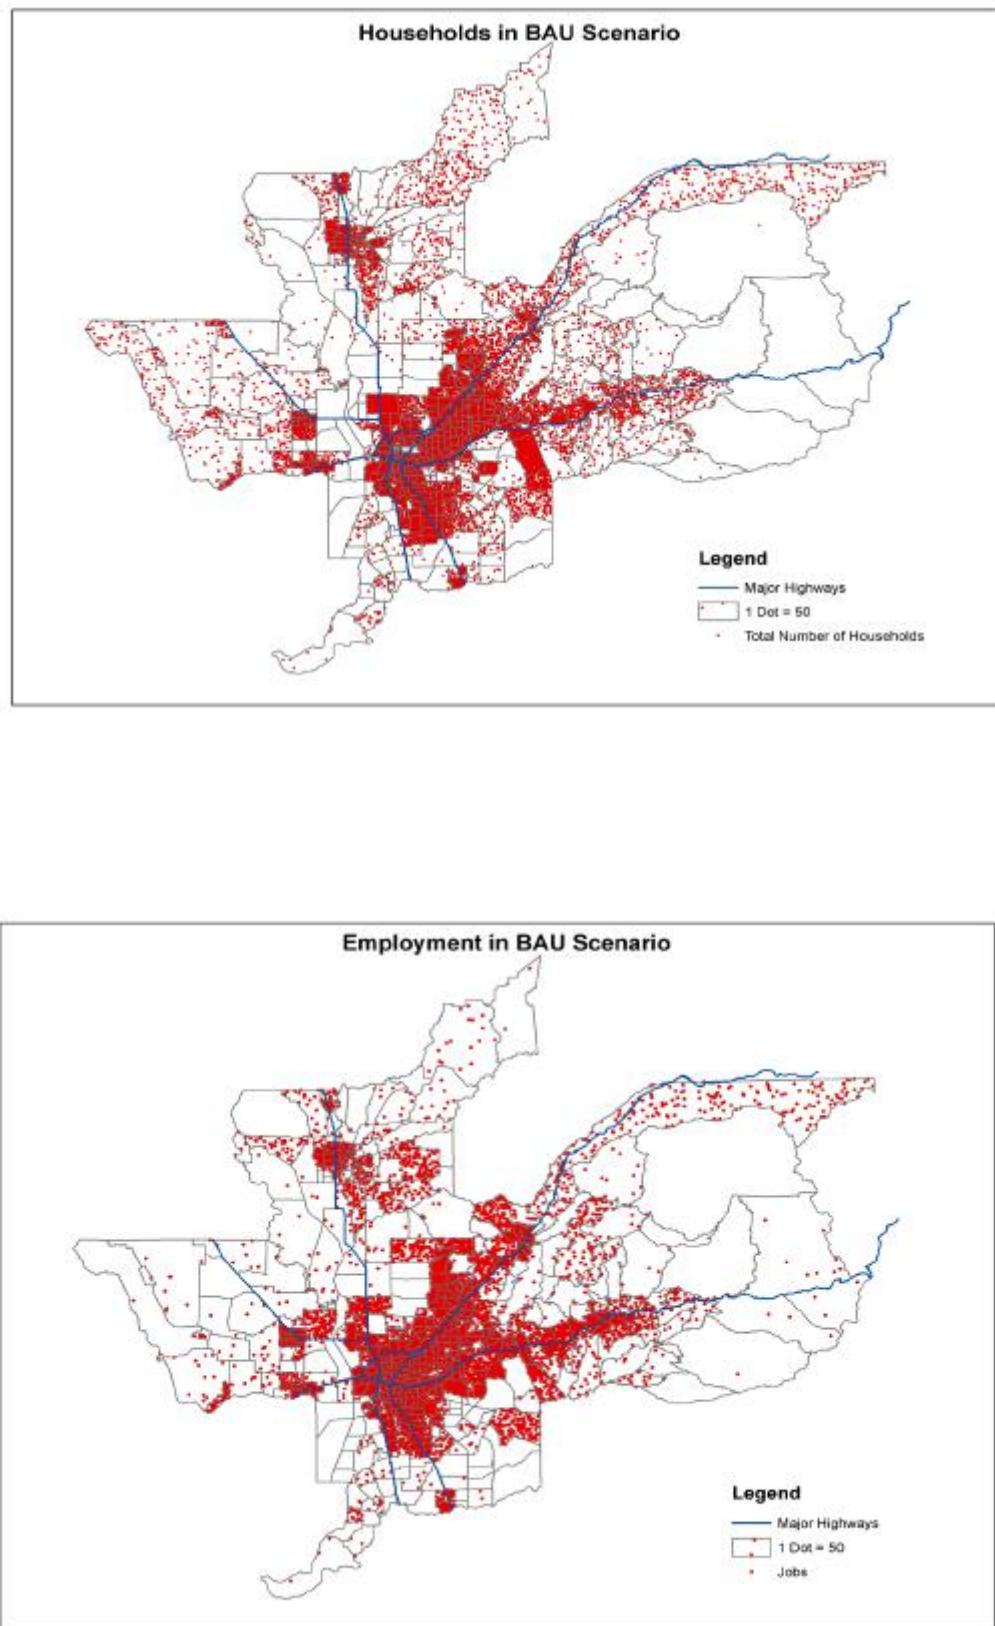 Households in BAU Scenario
Legend
Major Highways
1 Dot = 50
Total Number of Households
Employment in BAU Scenario
Legend
Major Highways
1 Dot = 50
Jobs